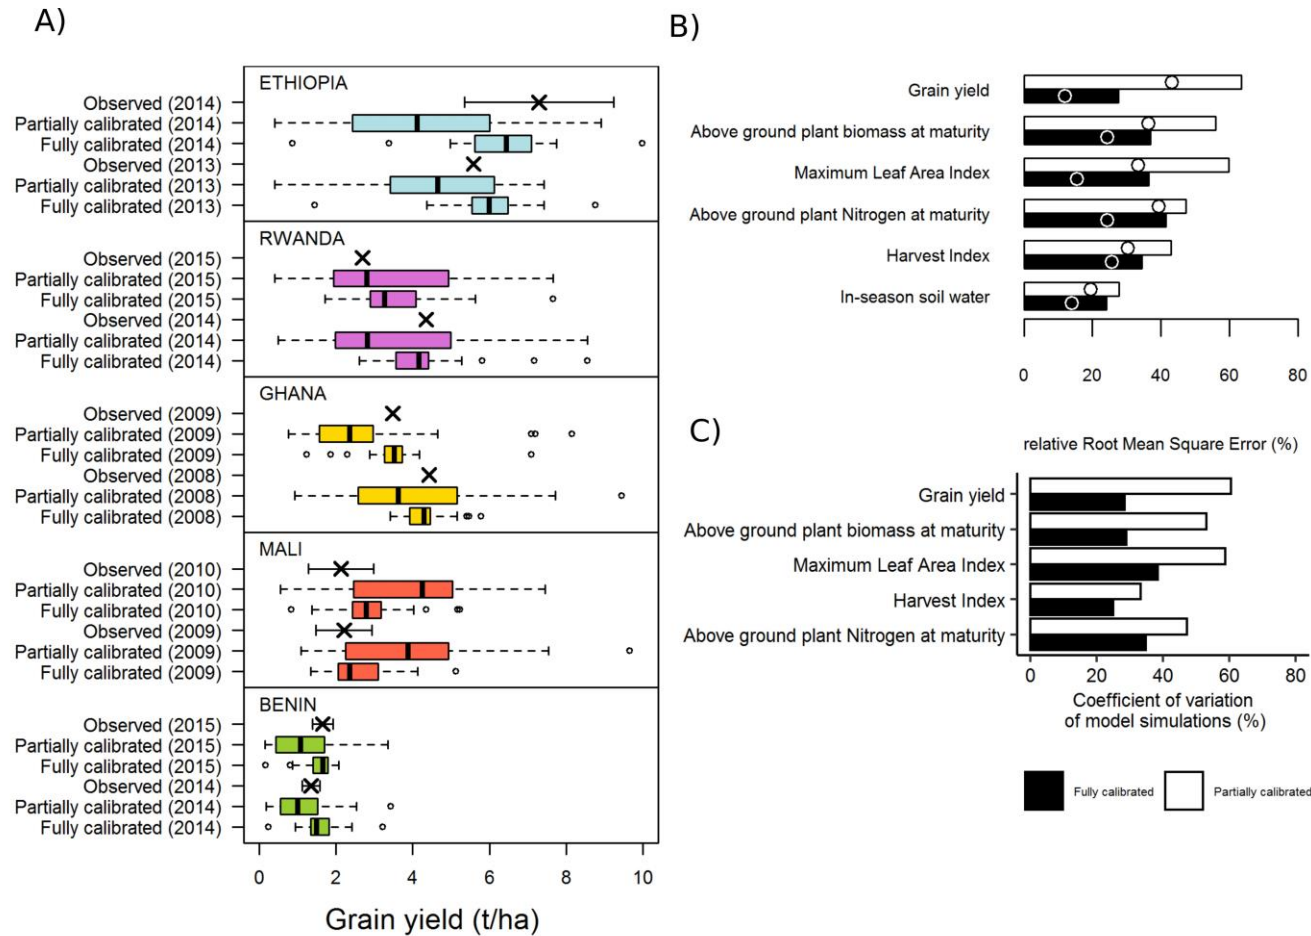 A)
ETHIOPIA
Observed (2014)
Partially calibrated (2014)
Fully calibrated (2014)
Observed (2013)
Partially calibrated (2013)
Fully calibrated (2013)
RWANDA
Observed (2015)
Partially calibrated (2015)
Fully calibrated (2015)
Observed (2014)
Partially calibrated (2014)
Fully calibrated (2014)
GHANA
Observed (2009)
Partially calibrated (2009)
Fully calibrated (2009)
Observed (2008)
Partially calibrated (2008)
Fully calibrated (2008)
MALI
Observed (2010)
Partially calibrated (2010)
Fully calibrated (2010)
Observed (2009)
Partially calibrated (2009)
Fully calibrated (2009)
BENIN
Observed (2015)
Partially calibrated (2015)
Fully calibrated (2015)
Observed (2014)
Partially calibrated (2014)
Fully calibrated (2014)
0 2 4 6 8 10
Grain yield (t/ha)
B)
Grain yield
Above ground plant biomass at maturity
Maximum Leaf Area Index
Above ground plant Nitrogen at maturity
Harvest Index
In-season soil water
0 20 40 60 80
relative Root Mean Square Error (%)
C)
Grain yield
Above ground plant biomass at maturity
Maximum Leaf Area Index
Harvest Index
Above ground plant Nitrogen at maturity
0 20 40 60 80
Coefficient of variation
of model simulations (%)
Fully calibrated Partially calibrated